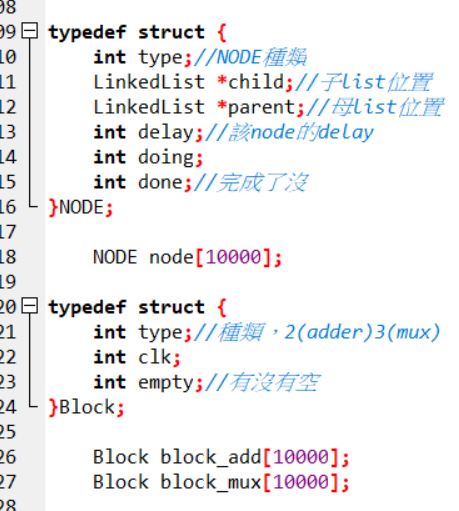 08
09 typedef struct {
10 int type;//NODE種類
11 LinkedList *child;//子list位置
12 LinkedList *parent;//母list位置
13 int delay;//該node的delay
14 int doing;
15 int done;//完成了沒
16 }NODE;
17
18 NODE node[10000];
19
20 typedef struct {
21 int type;//種類，2(adder)3(mux)
22 int clk;
23 int empty;//有沒有空
24 }Block;
25
26 Block block_add[10000];
27 Block block_mux[10000];
28